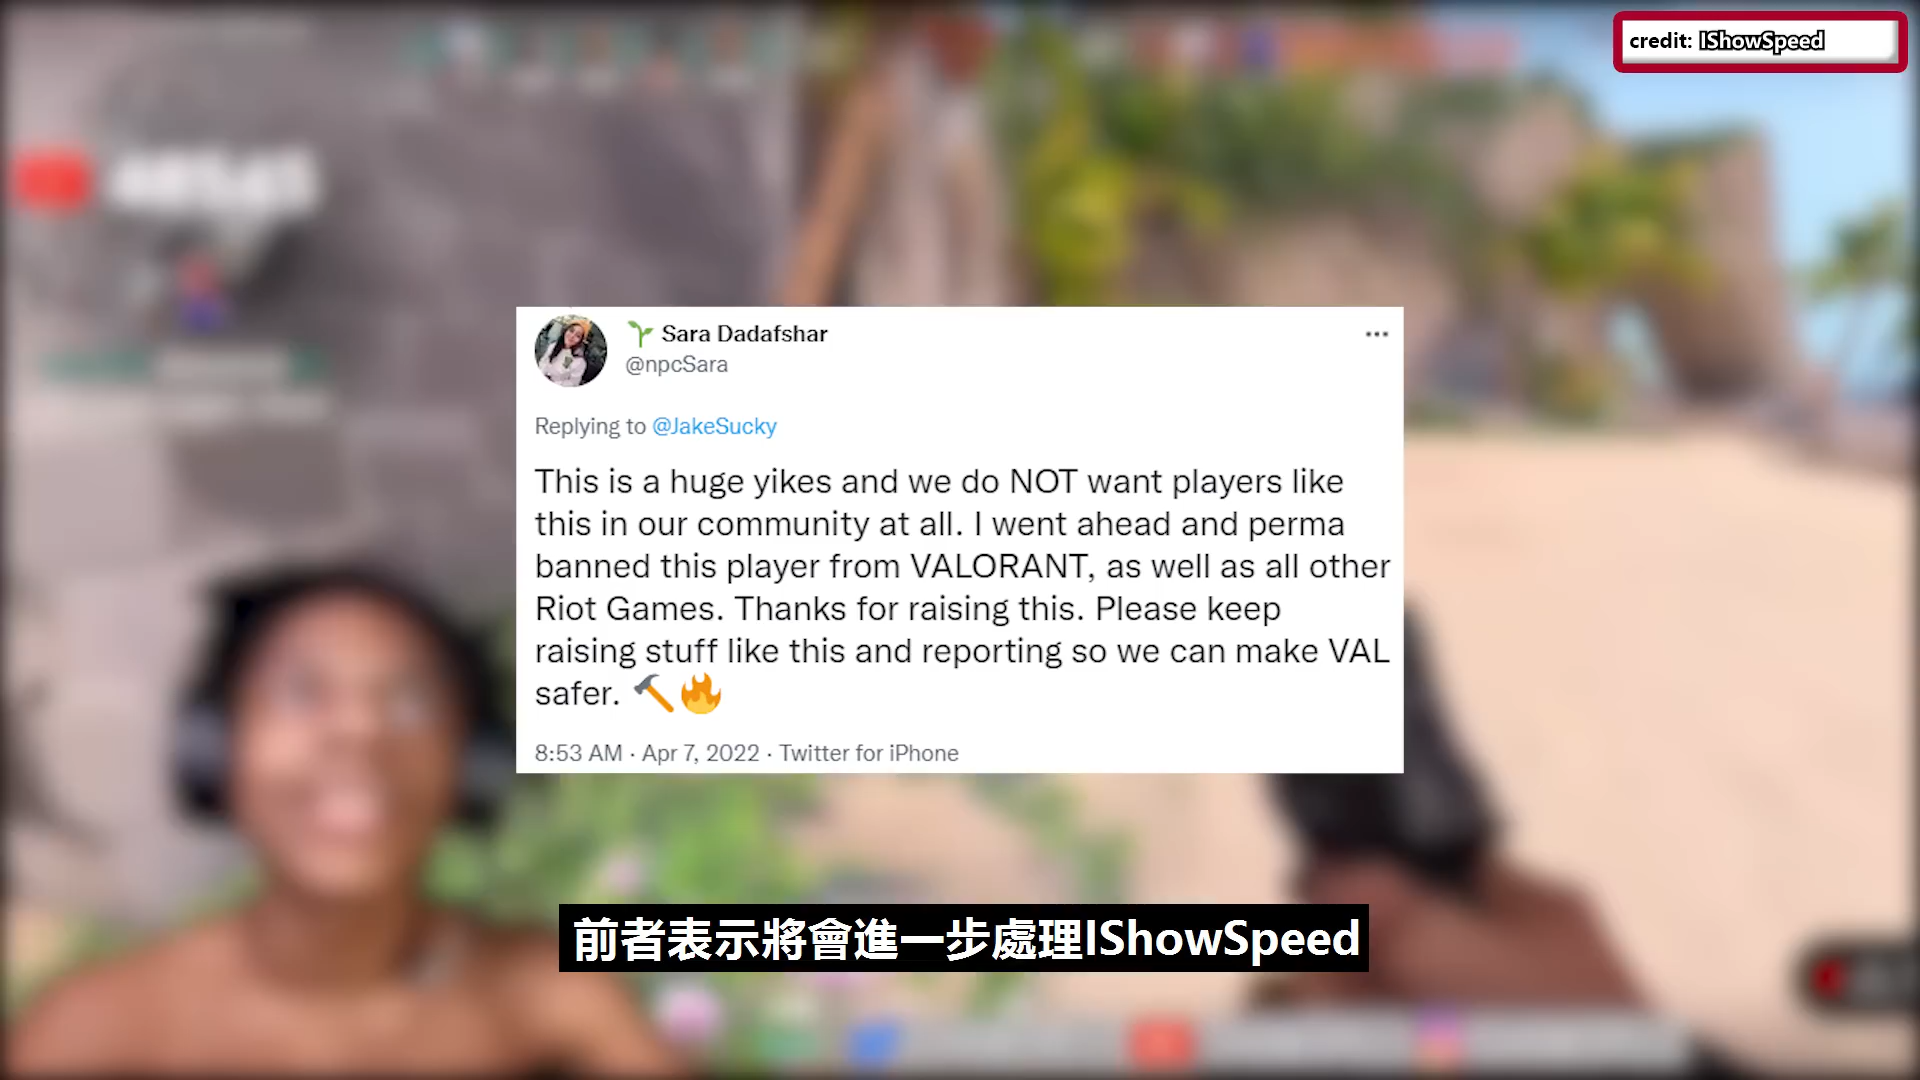 credit: IShowSpeed
Sara Dadafshar
@npcSara
Replying to @JakeSucky
This is a huge yikes and we do NOT want players like
this in our community at all. I went ahead and perma
banned this player from VALORANT, as well as all other
Riot Games. Thanks for raising this. Please keep
raising stuff like this and reporting so we can make VAL
safer. 🔨🔥
8:53 AM · Apr 7, 2022 · Twitter for iPhone
前者表示將會進一步處理IShowSpeed